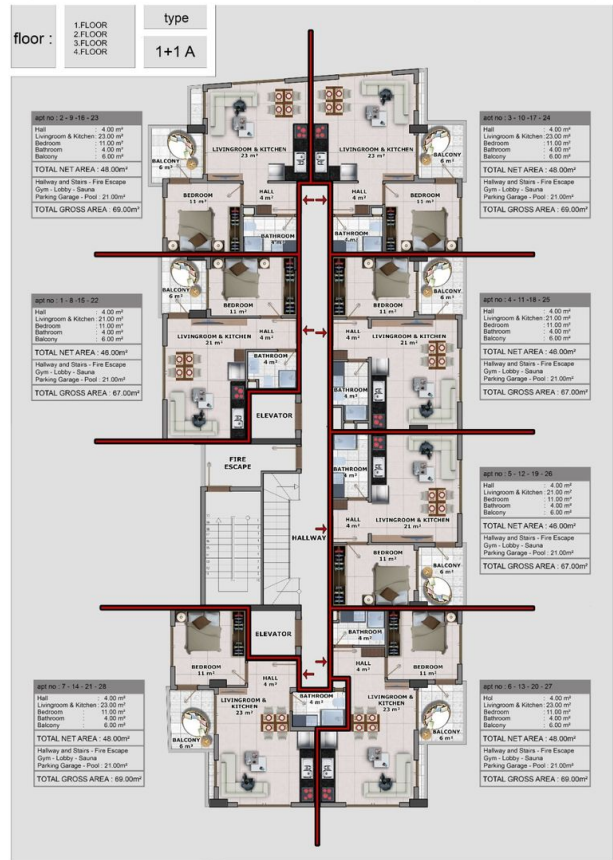 floor :
1.FLOOR
2.FLOOR
3.FLOOR
4.FLOOR
type
1+1 A
apt no : 2 - 9 -16 - 23
Hall : 4.00 m²
Livingroom & Kitchen : 23.00 m²
Bedroom : 11.00 m²
Bathroom : 4.00 m²
Balcony : 6.00 m²
TOTAL NET AREA : 48.00m²
Hallway and Stairs - Fire Escape
Gym - Lobby - Sauna
Parking Garage - Pool : 21.00m²
TOTAL GROSS AREA : 69.00m²
apt no : 3 - 10 - 17 - 24
Hall : 4.00 m²
Livingroom & Kitchen : 23.00 m²
Bedroom : 11.00 m²
Bathroom : 4.00 m²
Balcony : 6.00 m²
TOTAL NET AREA : 48.00m²
Hallway and Stairs - Fire Escape
Gym - Lobby - Sauna
Parking Garage - Pool : 21.00m²
TOTAL GROSS AREA : 69.00m²
LIVINGROOM & KITCHEN
23 m²
LIVINGROOM & KITCHEN
23 m²
BALCONY
6 m²
BALCONY
6 m²
BEDROOM
11 m²
HALL
4 m²
HALL
4 m²
BEDROOM
11 m²
BATHROOM
4 m²
BATHROOM
4 m²
apt no : 1 - 8 -15 - 22
Hall : 4.00 m²
Livingroom & Kitchen : 21.00 m²
Bedroom : 11.00 m²
Bathroom : 4.00 m²
Balcony : 6.00 m²
TOTAL NET AREA : 46.00m²
Hallway and Stairs - Fire Escape
Gym - Lobby - Sauna
Parking Garage - Pool : 21.00m²
TOTAL GROSS AREA : 67.00m²
apt no : 4 - 11 -18 - 25
Hall : 4.00 m²
Livingroom & Kitchen : 21.00 m²
Bedroom : 11.00 m²
Bathroom : 4.00 m²
Balcony : 6.00 m²
TOTAL NET AREA : 46.00m²
Hallway and Stairs - Fire Escape
Gym - Lobby - Sauna
Parking Garage - Pool : 21.00m²
TOTAL GROSS AREA : 67.00m²
BALCONY
6 m²
BEDROOM
11 m²
BEDROOM
11 m²
BALCONY
6 m²
LIVINGROOM & KITCHEN
21 m²
HALL
4 m²
HALL
4 m²
LIVINGROOM & KITCHEN
21 m²
BATHROOM
4 m²
BATHROOM
4 m²
ELEVATOR
FIRE
ESCAPE
BATHROOM
4 m²
HALL
4 m²
LIVINGROOM & KITCHEN
21 m²
HALLWAY
BEDROOM
11 m²
BALCONY
6 m²
apt no : 5 - 12 - 19 - 26
Hall : 4.00 m²
Livingroom & Kitchen : 21.00 m²
Bedroom : 11.00 m²
Bathroom : 4.00 m²
Balcony : 6.00 m²
TOTAL NET AREA : 46.00m²
Hallway and Stairs - Fire Escape
Gym - Lobby - Sauna
Parking Garage - Pool : 21.00m²
TOTAL GROSS AREA : 67.00m²
ELEVATOR
BATHROOM
4 m²
BEDROOM
11 m²
HALL
4 m²
HALL
4 m²
BEDROOM
11 m²
BATHROOM
4 m²
LIVINGROOM &
KITCHEN
23 m²
LIVINGROOM &
KITCHEN
23 m²
BALCONY
6 m²
BALCONY
6 m²
apt no : 7 - 14 - 21 - 28
Hall : 4.00 m²
Livingroom & Kitchen : 23.00 m²
Bedroom : 11.00 m²
Bathroom : 4.00 m²
Balcony : 6.00 m²
TOTAL NET AREA : 48.00m²
Hallway and Stairs - Fire Escape
Gym - Lobby - Sauna
Parking Garage - Pool : 21.00m²
TOTAL GROSS AREA : 69.00m²
apt no : 6 - 13 - 20 - 27
Hol : 4.00 m²
Livingroom & Kitchen : 23.00 m²
Bedroom : 11.00 m²
Bathroom : 4.00 m²
Balcony : 6.00 m²
TOTAL NET AREA : 48.00m²
Hallway and Stairs - Fire Escape
Gym - Lobby - Sauna
Parking Garage - Pool : 21.00m²
TOTAL GROSS AREA : 69.00m²